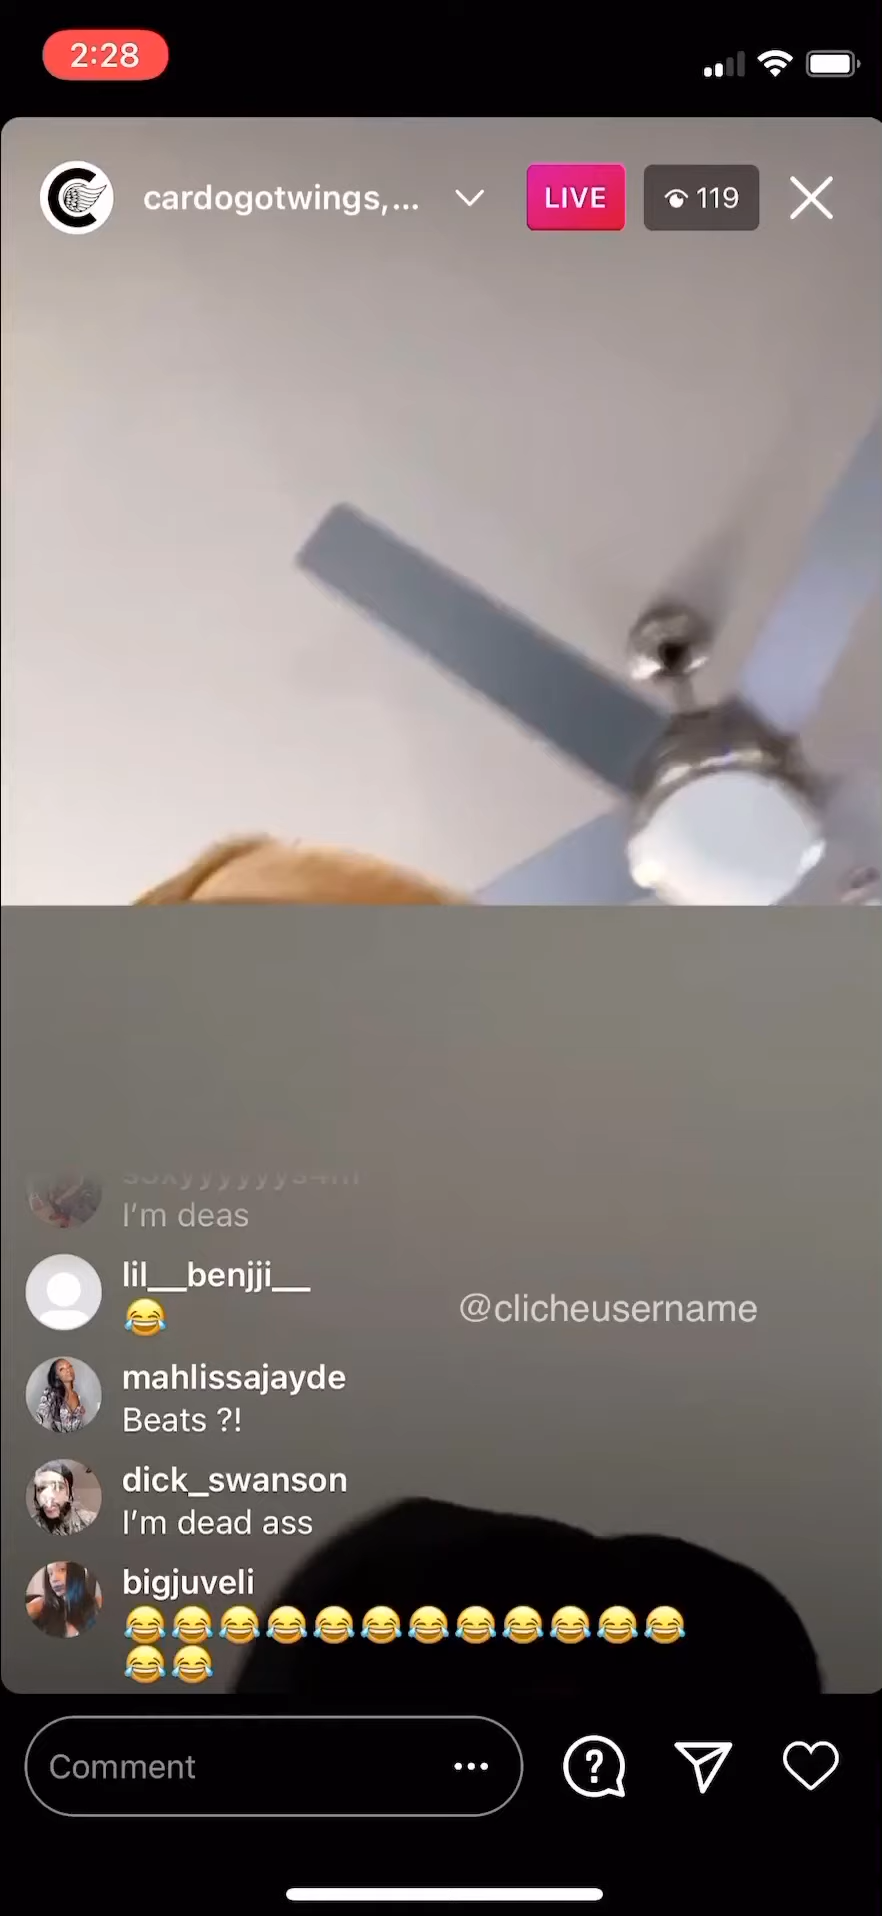 2:28
cardogotwings,...
LIVE
119
I'm deas
lil__benjji__
😂
@clicheusername
mahlissajayde
Beats ?!
dick_swanson
I'm dead ass
bigjuveli
😂😂😂😂😂😂😂😂😂😂😂😂
😂😂
Comment